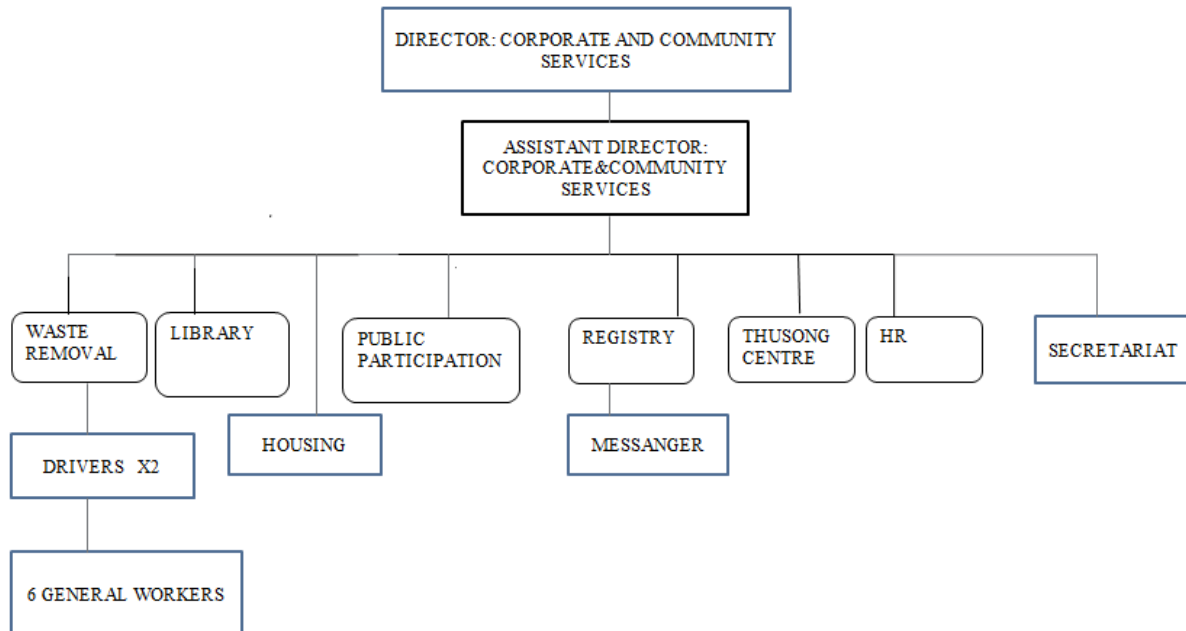 DIRECTOR: CORPORATE AND COMMUNITY
SERVICES
ASSISTANT DIRECTOR:
CORPORATE&COMMUNITY
SERVICES
WASTE
REMOVAL
LIBRARY
PUBLIC
PARTICIPATION
REGISTRY
THUSONG
CENTRE
HR
SECRETARIAT
HOUSING
MESSANGER
DRIVERS X2
6 GENERAL WORKERS